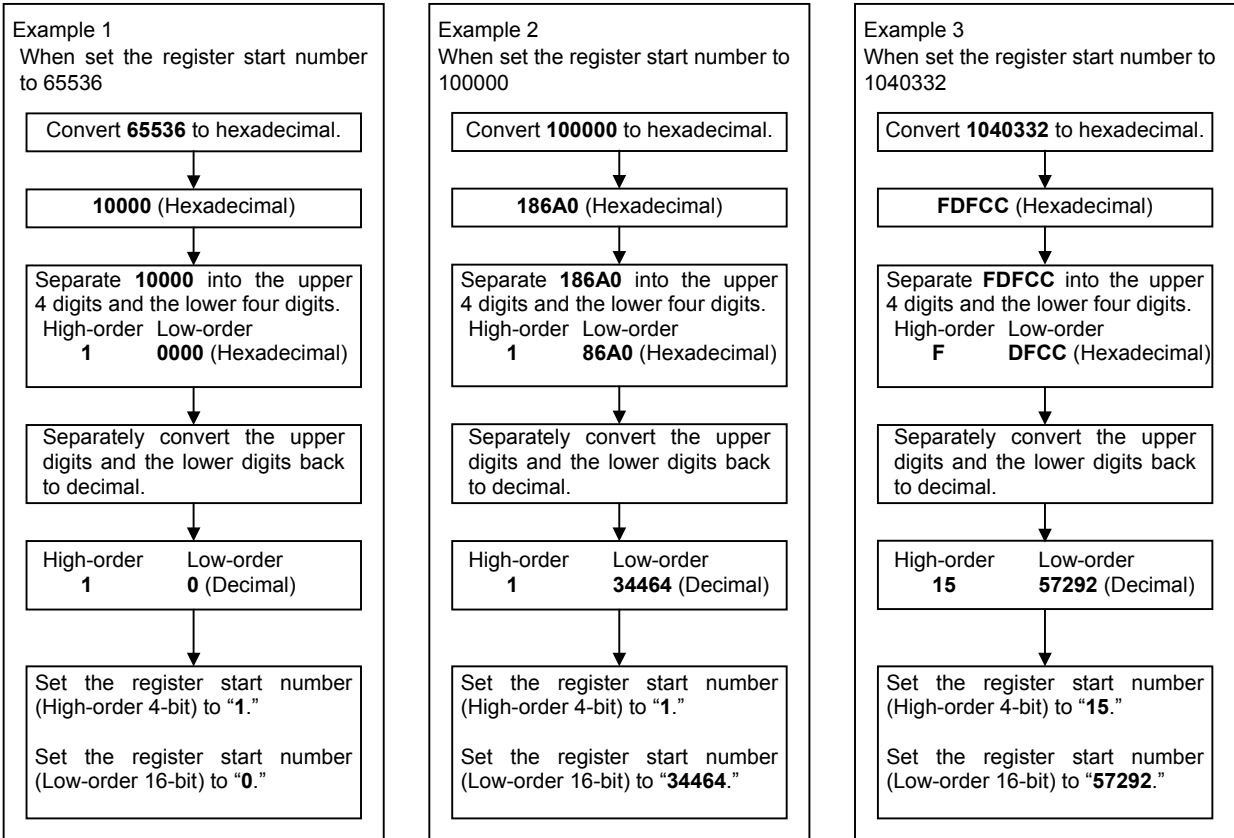 Example 1
When set the register start number
to 65536
Convert 65536 to hexadecimal.
10000 (Hexadecimal)
Separate 10000 into the upper
4 digits and the lower four digits.
High-order Low-order
1 0000 (Hexadecimal)
Separately convert the upper
digits and the lower digits back
to decimal.
High-order Low-order
1 0 (Decimal)
Set the register start number
(High-order 4-bit) to “1.”
Set the register start number
(Low-order 16-bit) to “0.”
Example 2
When set the register start number to
100000
Convert 100000 to hexadecimal.
186A0 (Hexadecimal)
Separate 186A0 into the upper
4 digits and the lower four digits.
High-order Low-order
1 86A0 (Hexadecimal)
Separately convert the upper
digits and the lower digits back
to decimal.
High-order Low-order
1 34464 (Decimal)
Set the register start number
(High-order 4-bit) to “1.”
Set the register start number
(Low-order 16-bit) to “34464.”
Example 3
When set the register start number to
1040332
Convert 1040332 to hexadecimal.
FDFCC (Hexadecimal)
Separate FDFCC into the upper
4 digits and the lower four digits.
High-order Low-order
F DFCC (Hexadecimal)
Separately convert the upper
digits and the lower digits back
to decimal.
High-order Low-order
15 57292 (Decimal)
Set the register start number
(High-order 4-bit) to “15.”
Set the register start number
(Low-order 16-bit) to “57292.”